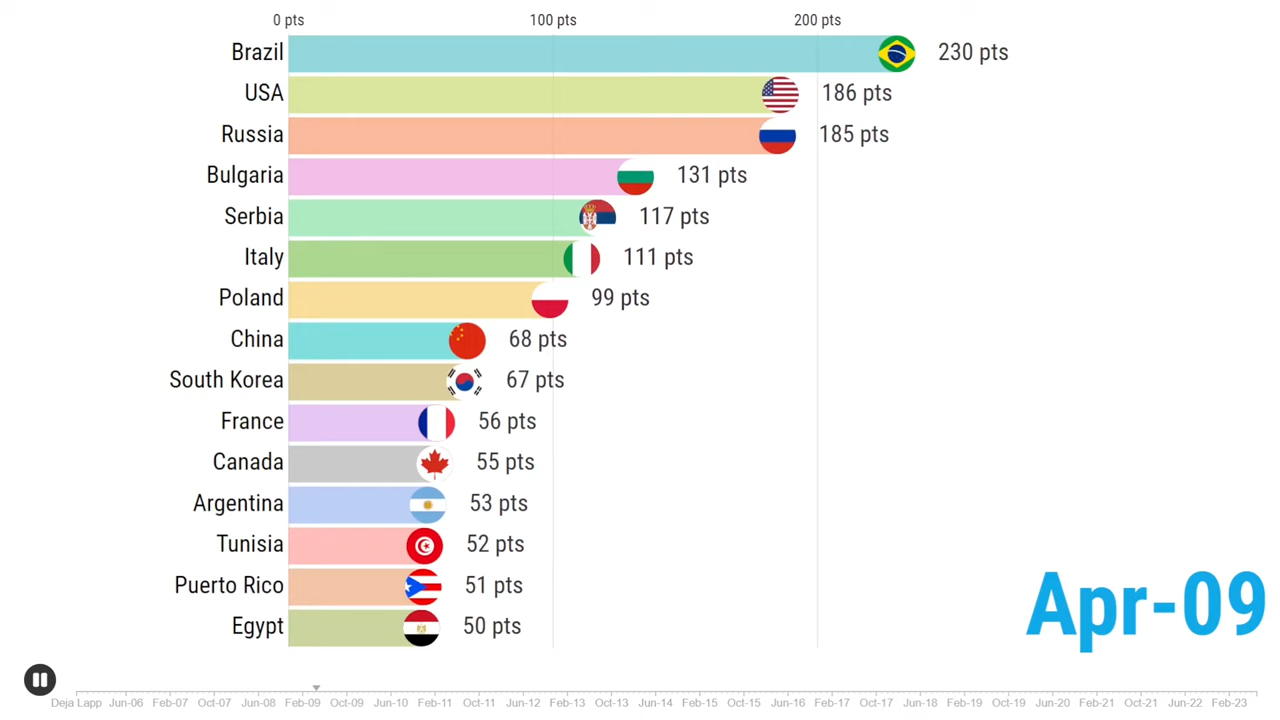 0 pts 100 pts 200 pts
Brazil 230 pts
USA 186 pts
Russia 185 pts
Bulgaria 131 pts
Serbia 117 pts
Italy 111 pts
Poland 99 pts
China 68 pts
South Korea 67 pts
France 56 pts
Canada 55 pts
Argentina 53 pts
Tunisia 52 pts
Puerto Rico 51 pts
Egypt 50 pts
Apr-09
Deja Lapp Jun-06 Feb-07 Oct-07 Jun-08 Feb-09 Oct-09 Jun-10 Feb-11 Oct-11 Jun-12 Feb-13 Oct-13 Jun-14 Feb-15 Oct-15 Jun-16 Feb-17 Oct-17 Jun-18 Feb-19 Oct-19 Jun-20 Feb-21 Oct-21 Jun-22 Feb-23